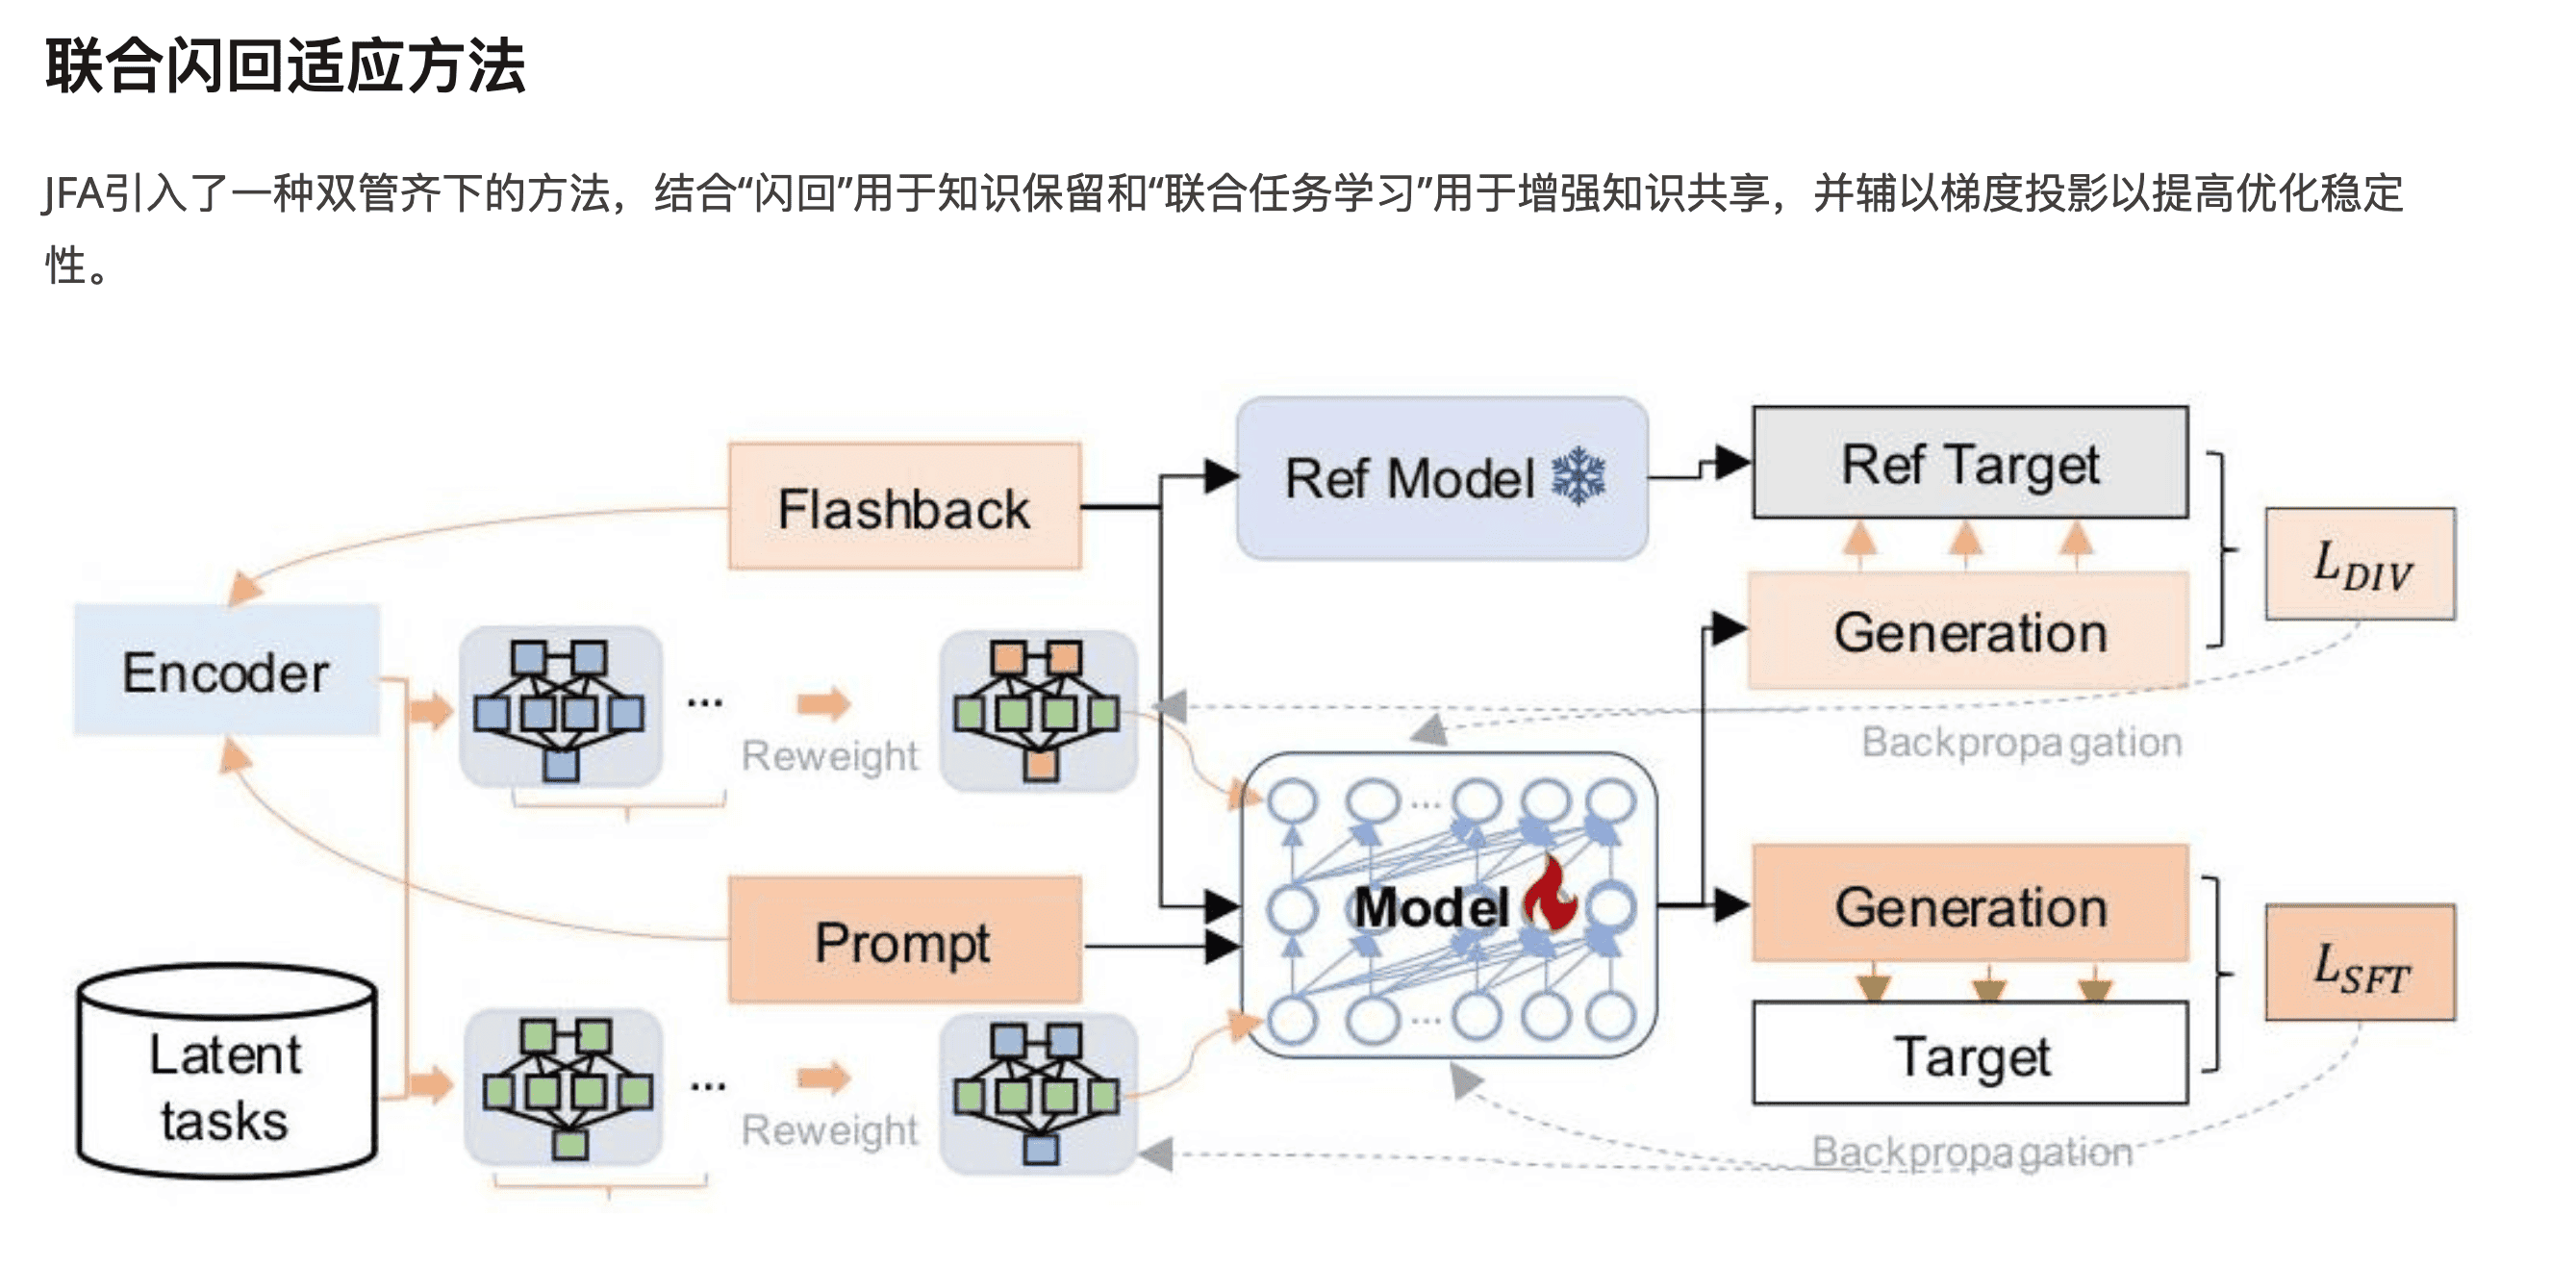 联合闪回适应方法
JFA引入了一种双管齐下的方法，结合“闪回”用于知识保留和“联合任务学习”用于增强知识共享，并辅以梯度投影以提高优化稳定
性。
Flashback
Ref Model
Ref Target
L_DIV
Generation
Encoder
...
Reweight
Backpropagation
...
Prompt
Model
Generation
L_SFT
Latent
tasks
...
Reweight
...
Target
Backpropagation